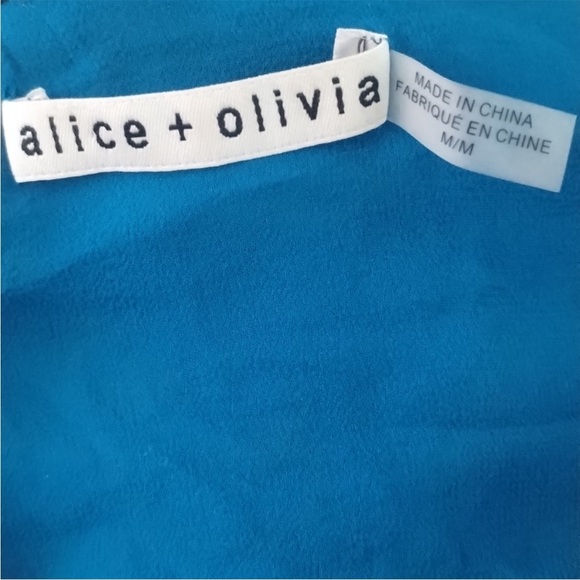 alice + olivia
MADE IN CHINA
FABRIQUÉ EN CHINE
M/M